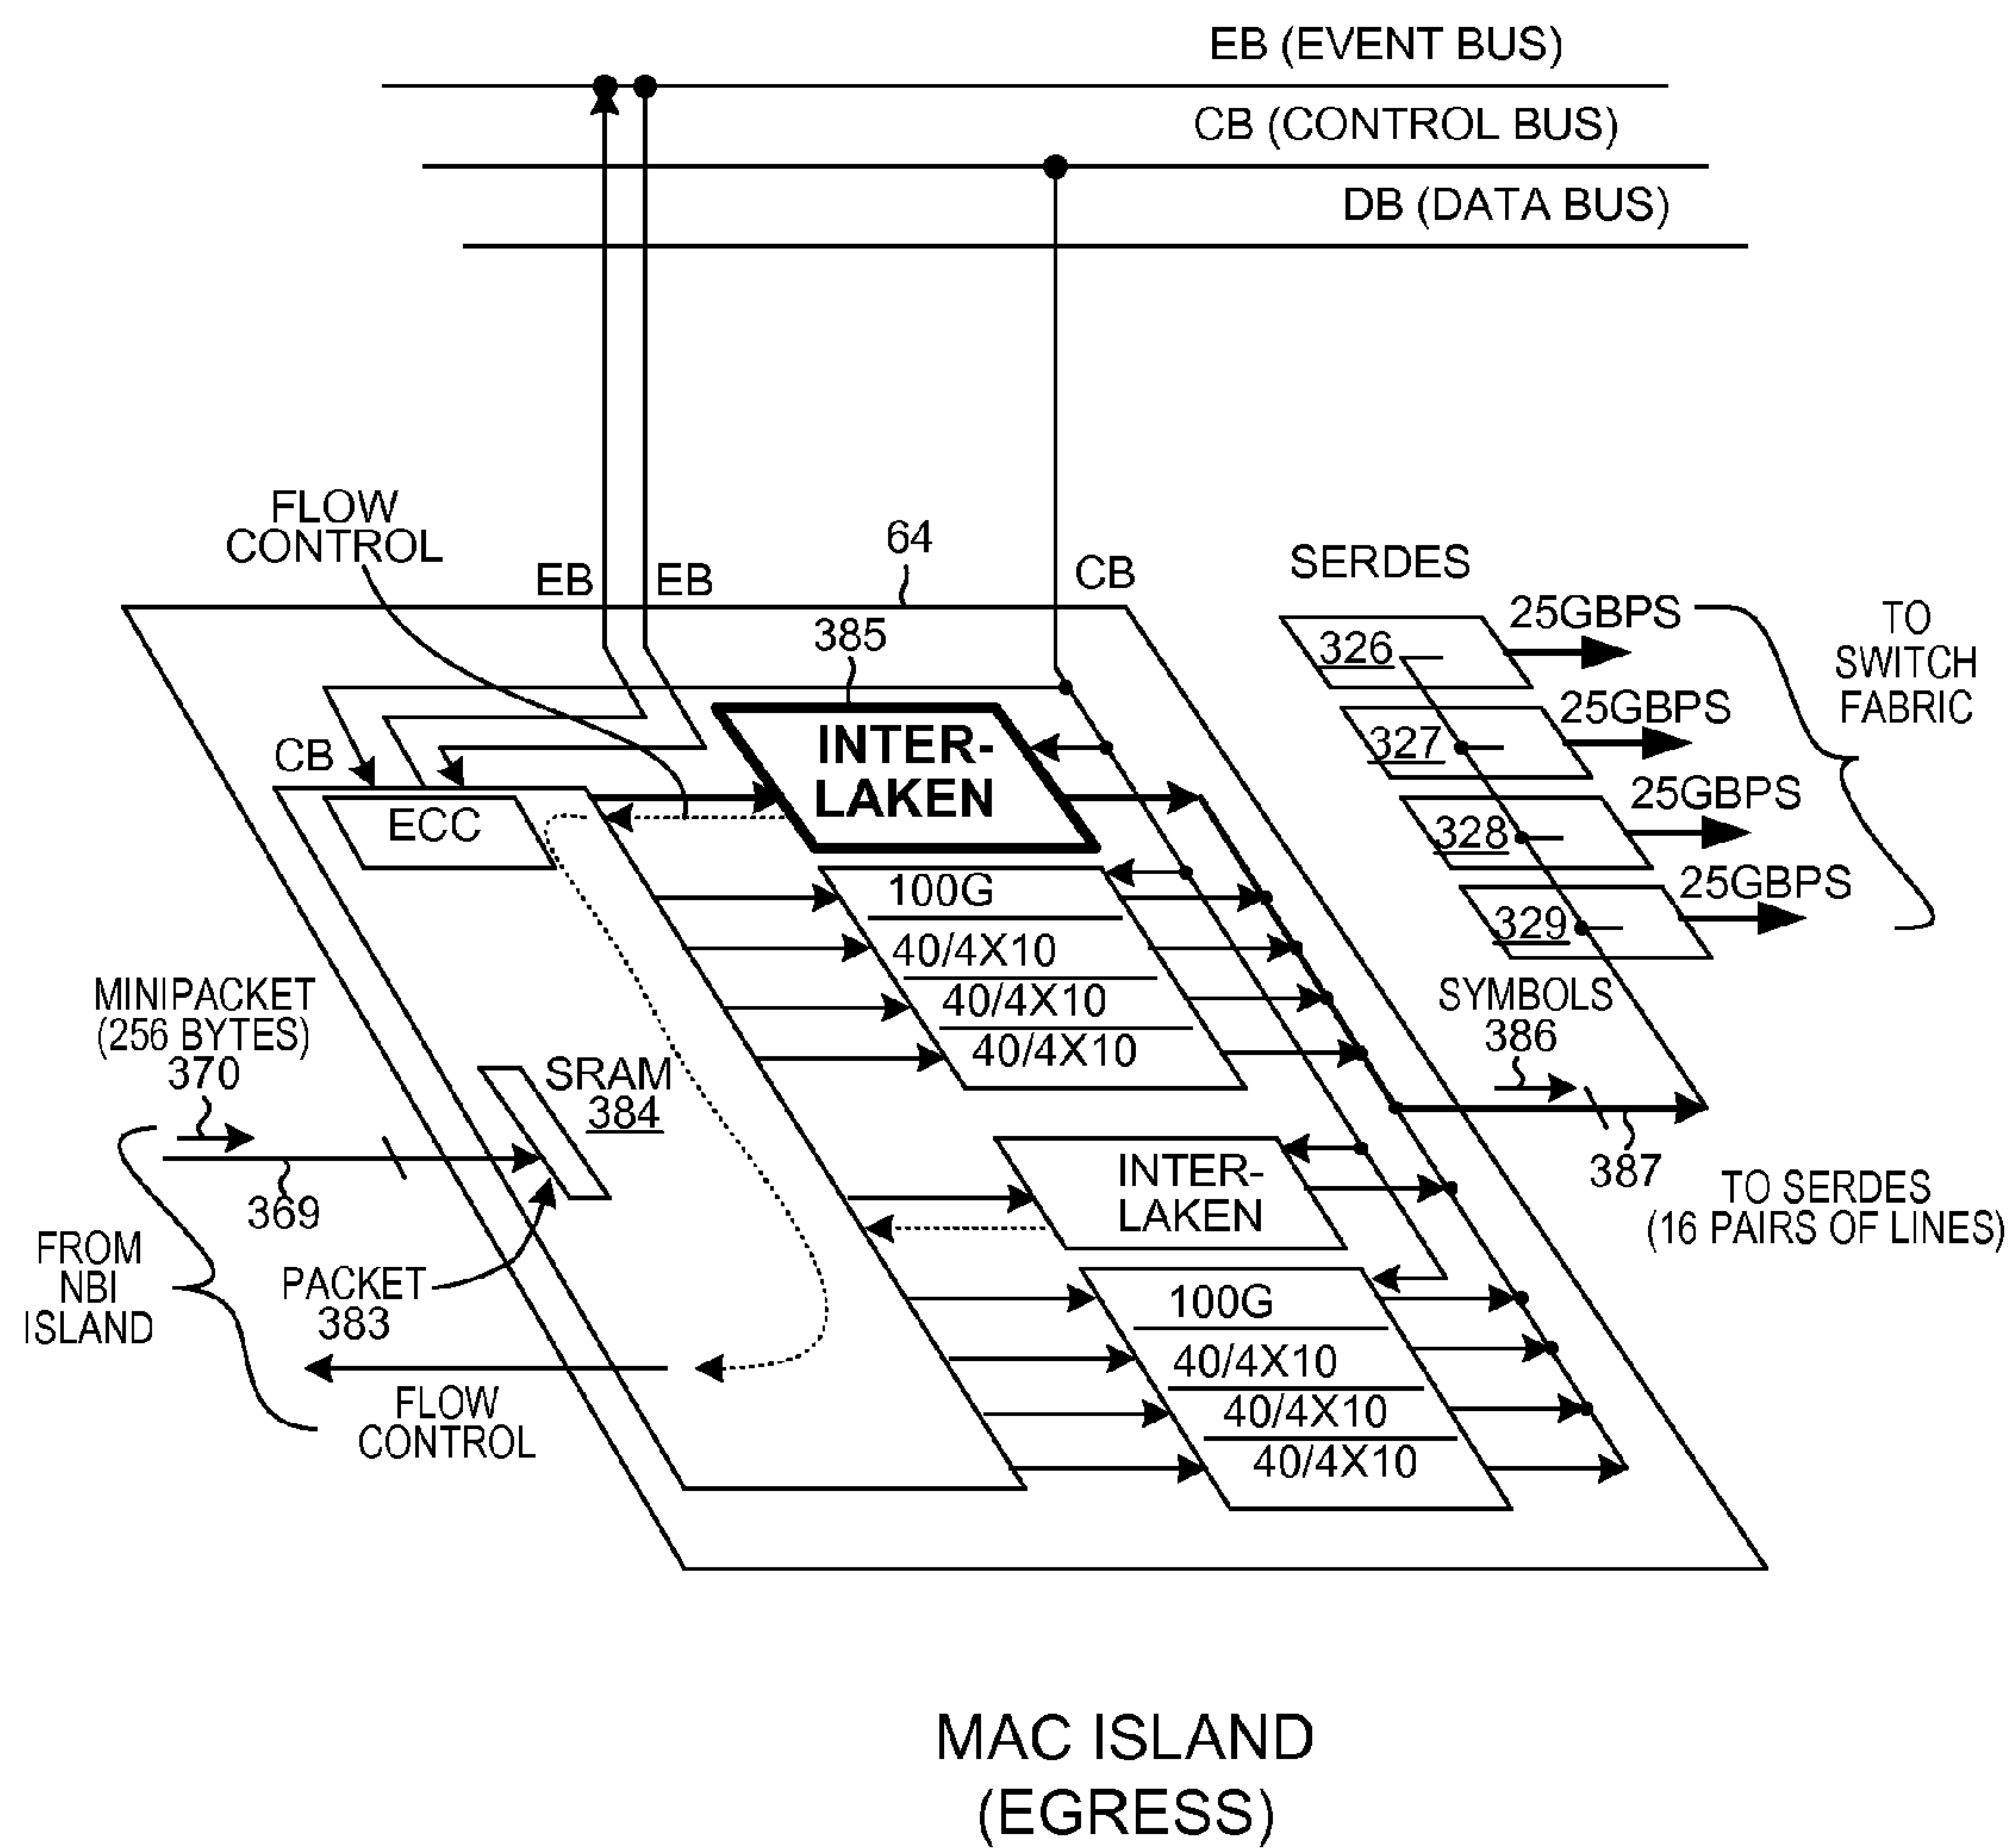 EB (EVENT BUS)
CB (CONTROL BUS)
DB (DATA BUS)
FLOW
CONTROL
EB
EB
64
CB
385
SERDES
326
25GBPS
327
25GBPS
328
25GBPS
329
25GBPS
TO
SWITCH
FABRIC
CB
ECC
INTER-
LAKEN
100G
40/4X10
40/4X10
40/4X10
MINIPACKET
(256 BYTES)
370
369
SRAM
384
SYMBOLS
386
387
TO SERDES
(16 PAIRS OF LINES)
FROM
NBI
ISLAND
PACKET
383
FLOW
CONTROL
INTER-
LAKEN
100G
40/4X10
40/4X10
40/4X10
MAC ISLAND
(EGRESS)